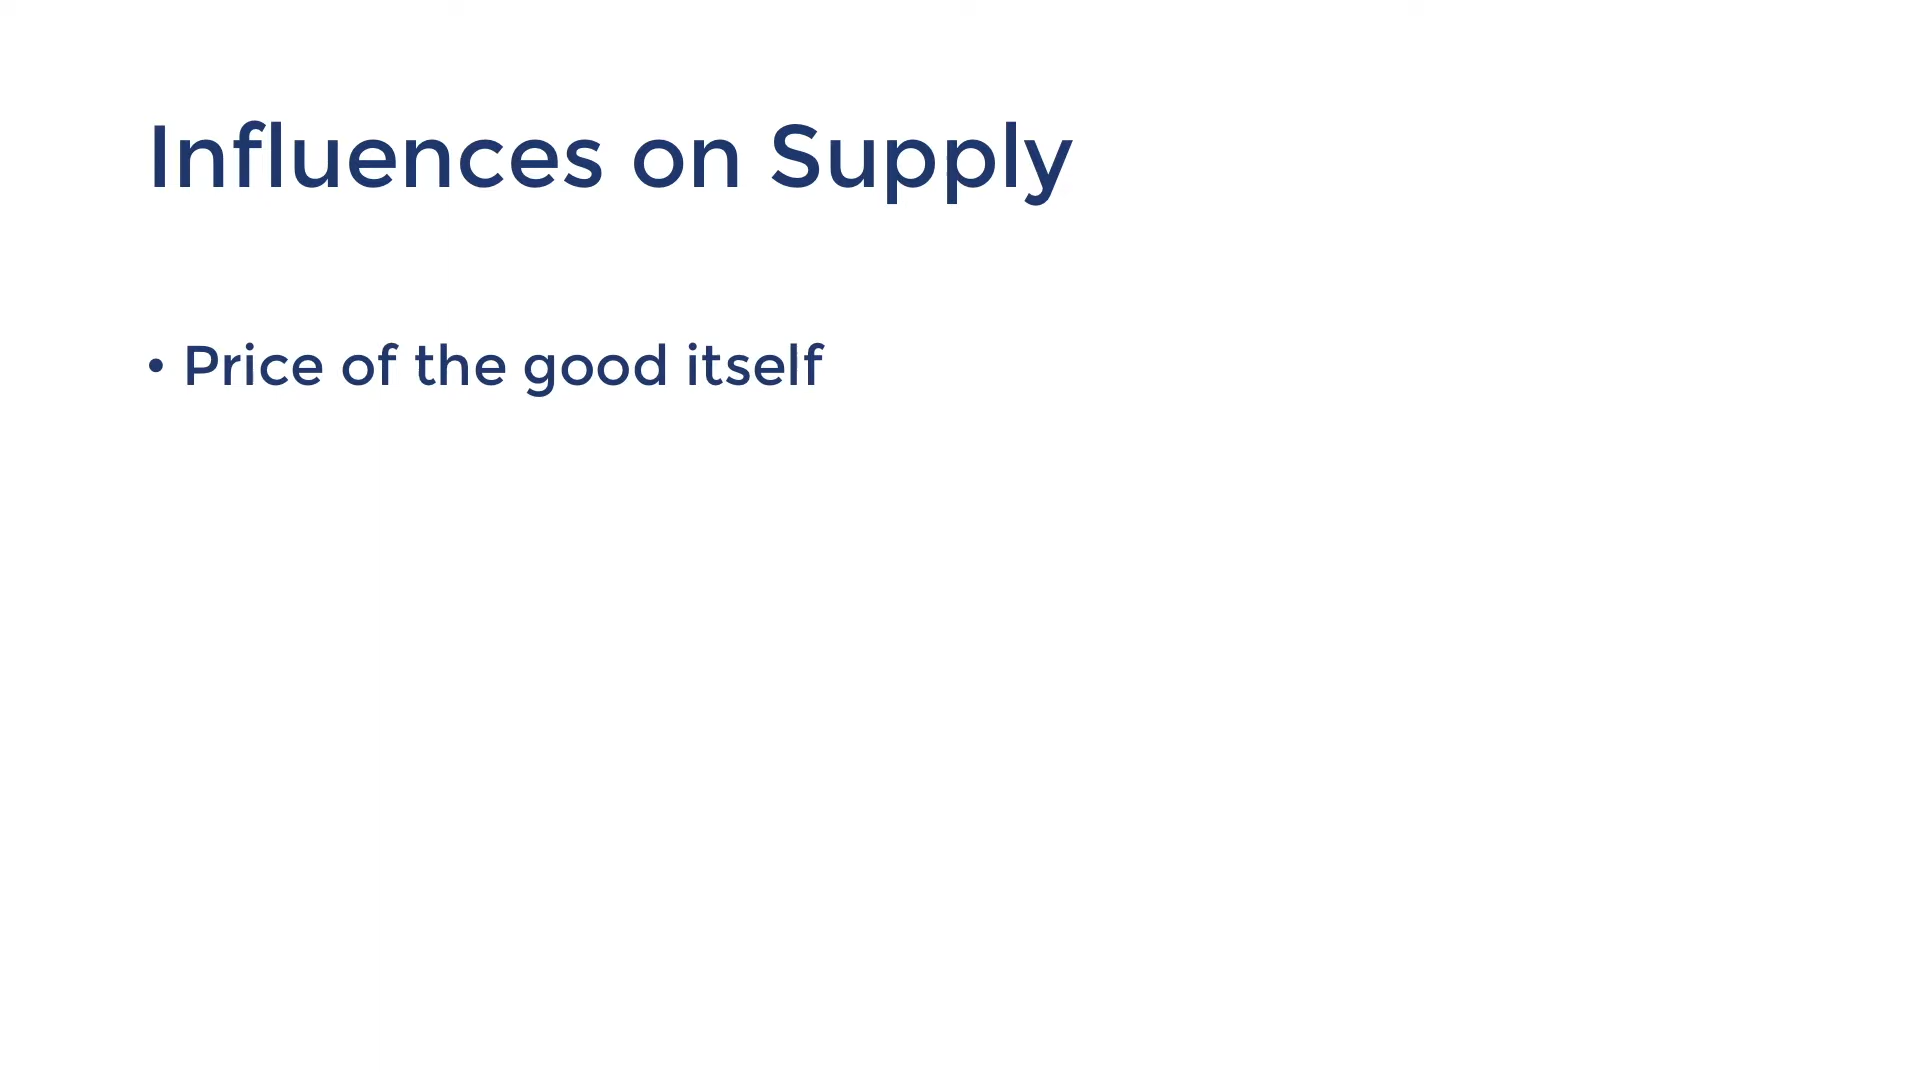 Influences on Supply
• Price of the good itself